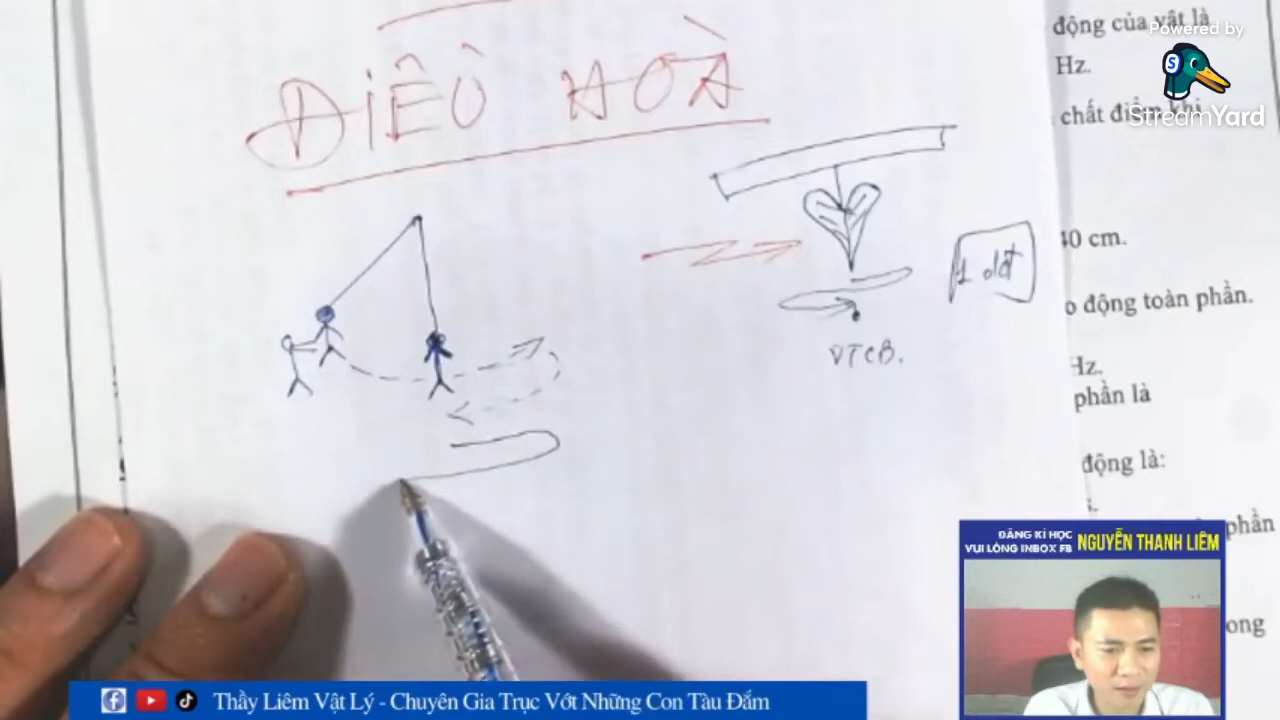 ĐIỀU HOÀ
1 dđ
VTCB.
động của vật là
Hz.
chất điểm khi
40 cm.
o động toàn phần.
Hz.
phần là
động là:
phần
ong
Powered by
StreamYard
ĐĂNG KÍ HỌC
VUI LÒNG INBOX FB
NGUYỄN THANH LIÊM
Thầy Liêm Vật Lý - Chuyên Gia Trục Vớt Những Con Tàu Đắm